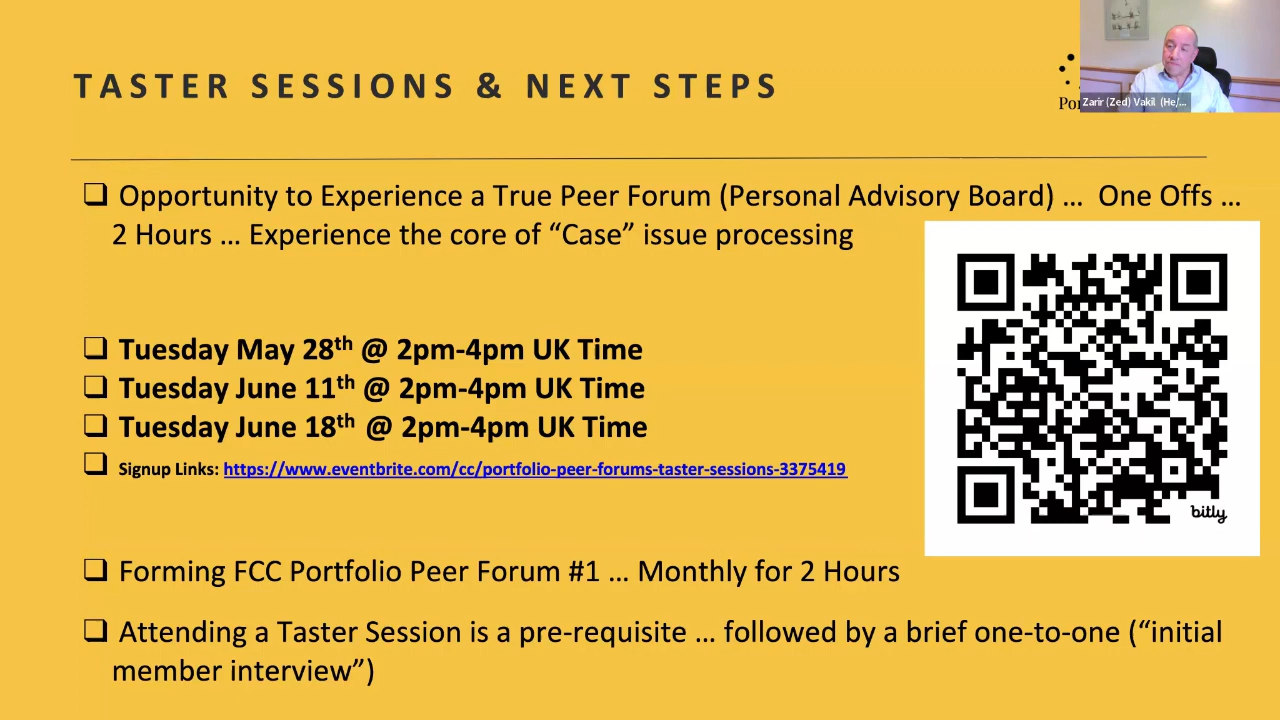 TASTER SESSIONS & NEXT STEPS
Zarir (Zed) Vakil (He/...
❑ Opportunity to Experience a True Peer Forum (Personal Advisory Board) … One Offs …
2 Hours … Experience the core of “Case” issue processing
❑ Tuesday May 28th @ 2pm-4pm UK Time
❑ Tuesday June 11th @ 2pm-4pm UK Time
❑ Tuesday June 18th @ 2pm-4pm UK Time
❑ Signup Links: https://www.eventbrite.com/cc/portfolio-peer-forums-taster-sessions-3375419
bitly
❑ Forming FCC Portfolio Peer Forum #1 … Monthly for 2 Hours
❑ Attending a Taster Session is a pre-requisite … followed by a brief one-to-one (“initial
member interview”)